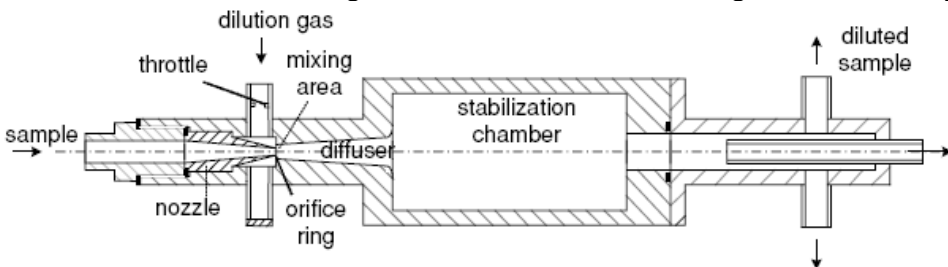 dilution gas
throttle
mixing
area
diluted
sample
stabilization
chamber
sample
diffuser
nozzle
orifice
ring